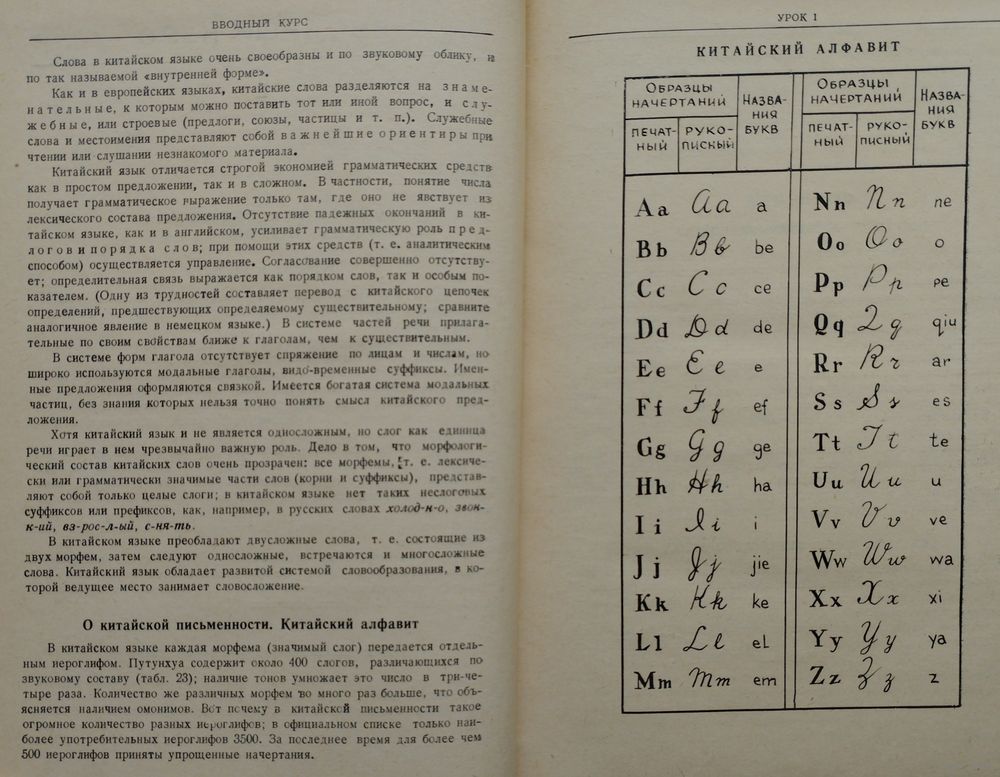 ВВОДНЫЙ КУРС
Слова в китайском языке очень своеобразны и по звуковому облику, и
по так называемой «внутренней форме».
Как и в европейских языках, китайские слова разделяются на знаме-
нательные, к которым можно поставить тот или иной вопрос, и слу-
жебные, или строевые (предлоги, союзы, частицы и т. п.). Служебные
слова и местоимения представляют собой важнейшие ориентиры при
чтении или слушании незнакомого материала.
Китайский язык отличается строгой экономией грамматических средств
как в простом предложении, так и в сложном. В частности, понятие числа
получает грамматическое выражение только там, где оно не явствует из
лексического состава предложения. Отсутствие падежных окончаний в ки-
тайском языке, как и в английском, усиливает грамматическую роль пред-
логов и порядка слов; при помощи этих средств (т. е. аналитическим
способом) осуществляется управление. Согласование совершенно отсутству-
ет; определительная связь выражается как порядком слов, так и особым по-
казателем. (Одну из трудностей составляет перевод с китайского цепочек
определений, предшествующих определяемому существительному; сравните
аналогичное явление в немецком языке.) В системе частей речи прилага-
тельные по своим свойствам ближе к глаголам, чем к существительным.
В системе форм глагола отсутствует спряжение по лицам и числам, но
широко используются модальные глаголы, видо-временные суффиксы. Имен-
ные предложения оформляются связкой. Имеется богатая система модальных
частиц, без знания которых нельзя точно понять смысл китайского пред-
ложения.
Хотя китайский язык и не является односложным, но слог как единица
речи играет в нем чрезвычайно важную роль. Дело в том, что морфологи-
ческий состав китайских слов очень прозрачен: все морфемы, т. е. лексиче-
ски или грамматически значимые части слов (корни и суффиксы), представ-
ляют собой только целые слоги; в китайском языке нет таких неслоговых
суффиксов или префиксов, как, например, в русских словах холод-н-о, звон-
к-ий, вз-рос-л-ый, с-ня-ть.
В китайском языке преобладают двусложные слова, т. е. состоящие из
двух морфем, затем следуют односложные, встречаются и многосложные
слова. Китайский язык обладает развитой системой словообразования, в ко-
торой ведущее место занимает словосложение.
О китайской письменности. Китайский алфавит
В китайском языке каждая морфема (значимый слог) передается отдель-
ным иероглифом. Путунхуа содержит около 400 слогов, различающихся по
звуковому составу (табл. 23); наличие тонов умножает это число в три-че-
тыре раза. Количество же различных морфем во много раз больше, что объ-
ясняется наличием омонимов. Вот почему в китайской письменности такое
огромное количество разных иероглифов; в официальном списке только наи-
более употребительных иероглифов 3500. За последнее время для более чем
500 иероглифов приняты упрощенные начертания.
УРОК 1
КИТАЙСКИЙ АЛФАВИТ
ОБРАЗЦЫ НАЧЕРТАНИЙ НАЗВА-НИЯ БУКВ ОБРАЗЦЫ НАЧЕРТАНИЙ НАЗВА-НИЯ БУКВ
ПЕЧАТ-НЫЙ РУКО-ПИСНЫЙ ПЕЧАТ-НЫЙ РУКО-ПИСНЫЙ
Aa Aa a Nn Nn ne
Bb Bb be Oo Oo o
Cc Cc ce Pp Pp pe
Dd Dd de Qq Qq qiu
Ee Ee e Rr Rr ar
Ff Ff ef Ss Ss es
Gg Gg ge Tt Tt te
Hh Hh ha Uu Uu u
Ii Ii i Vv Vv ve
Jj Jj jie Ww Ww wa
Kk Kk ke Xx Xx xi
Ll Ll eL Yy Yy ya
Mm Mm em Zz Zz z